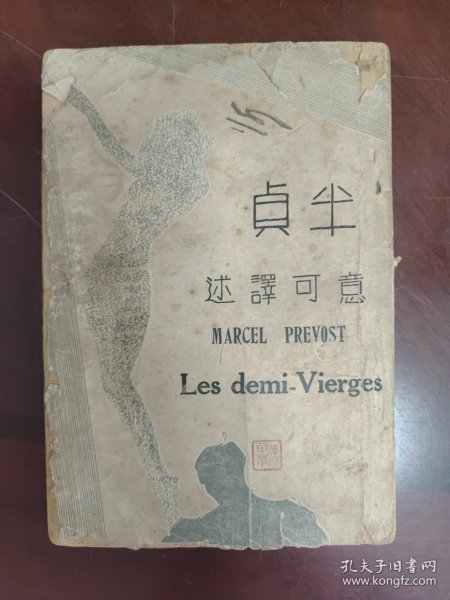 半貞
意可譯述
MARCEL PREVOST
Les demi-Vierges
孔夫子旧书网
www.kongfz.com